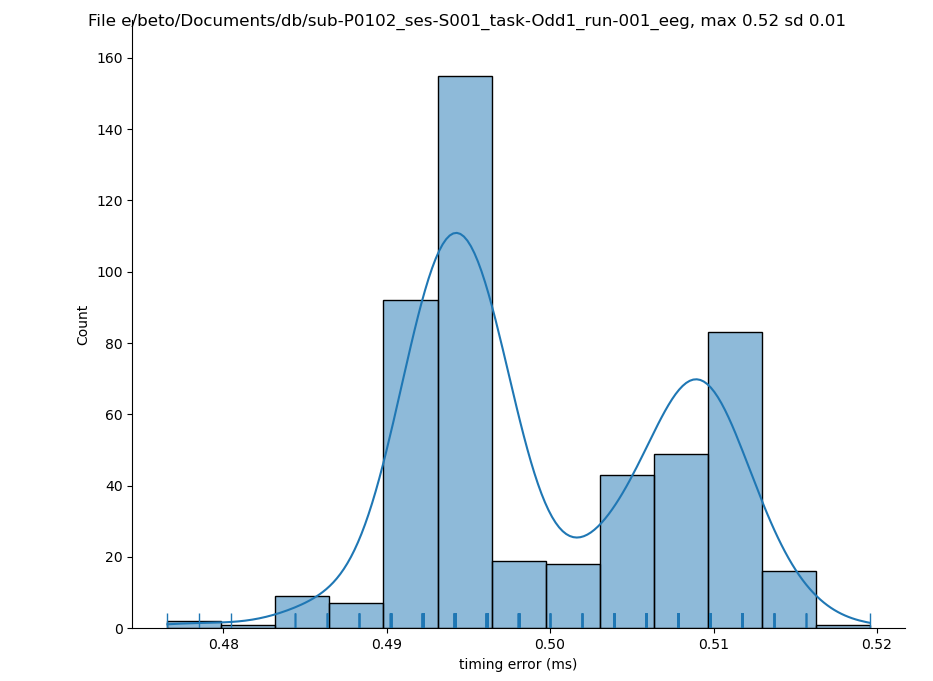 File e/beto/Documents/db/sub-P0102_ses-S001_task-Odd1_run-001_eeg, max 0.52 sd 0.01
160
140
120
100
80
60
40
20
0
Count
0.48 0.49 0.50 0.51 0.52
timing error (ms)